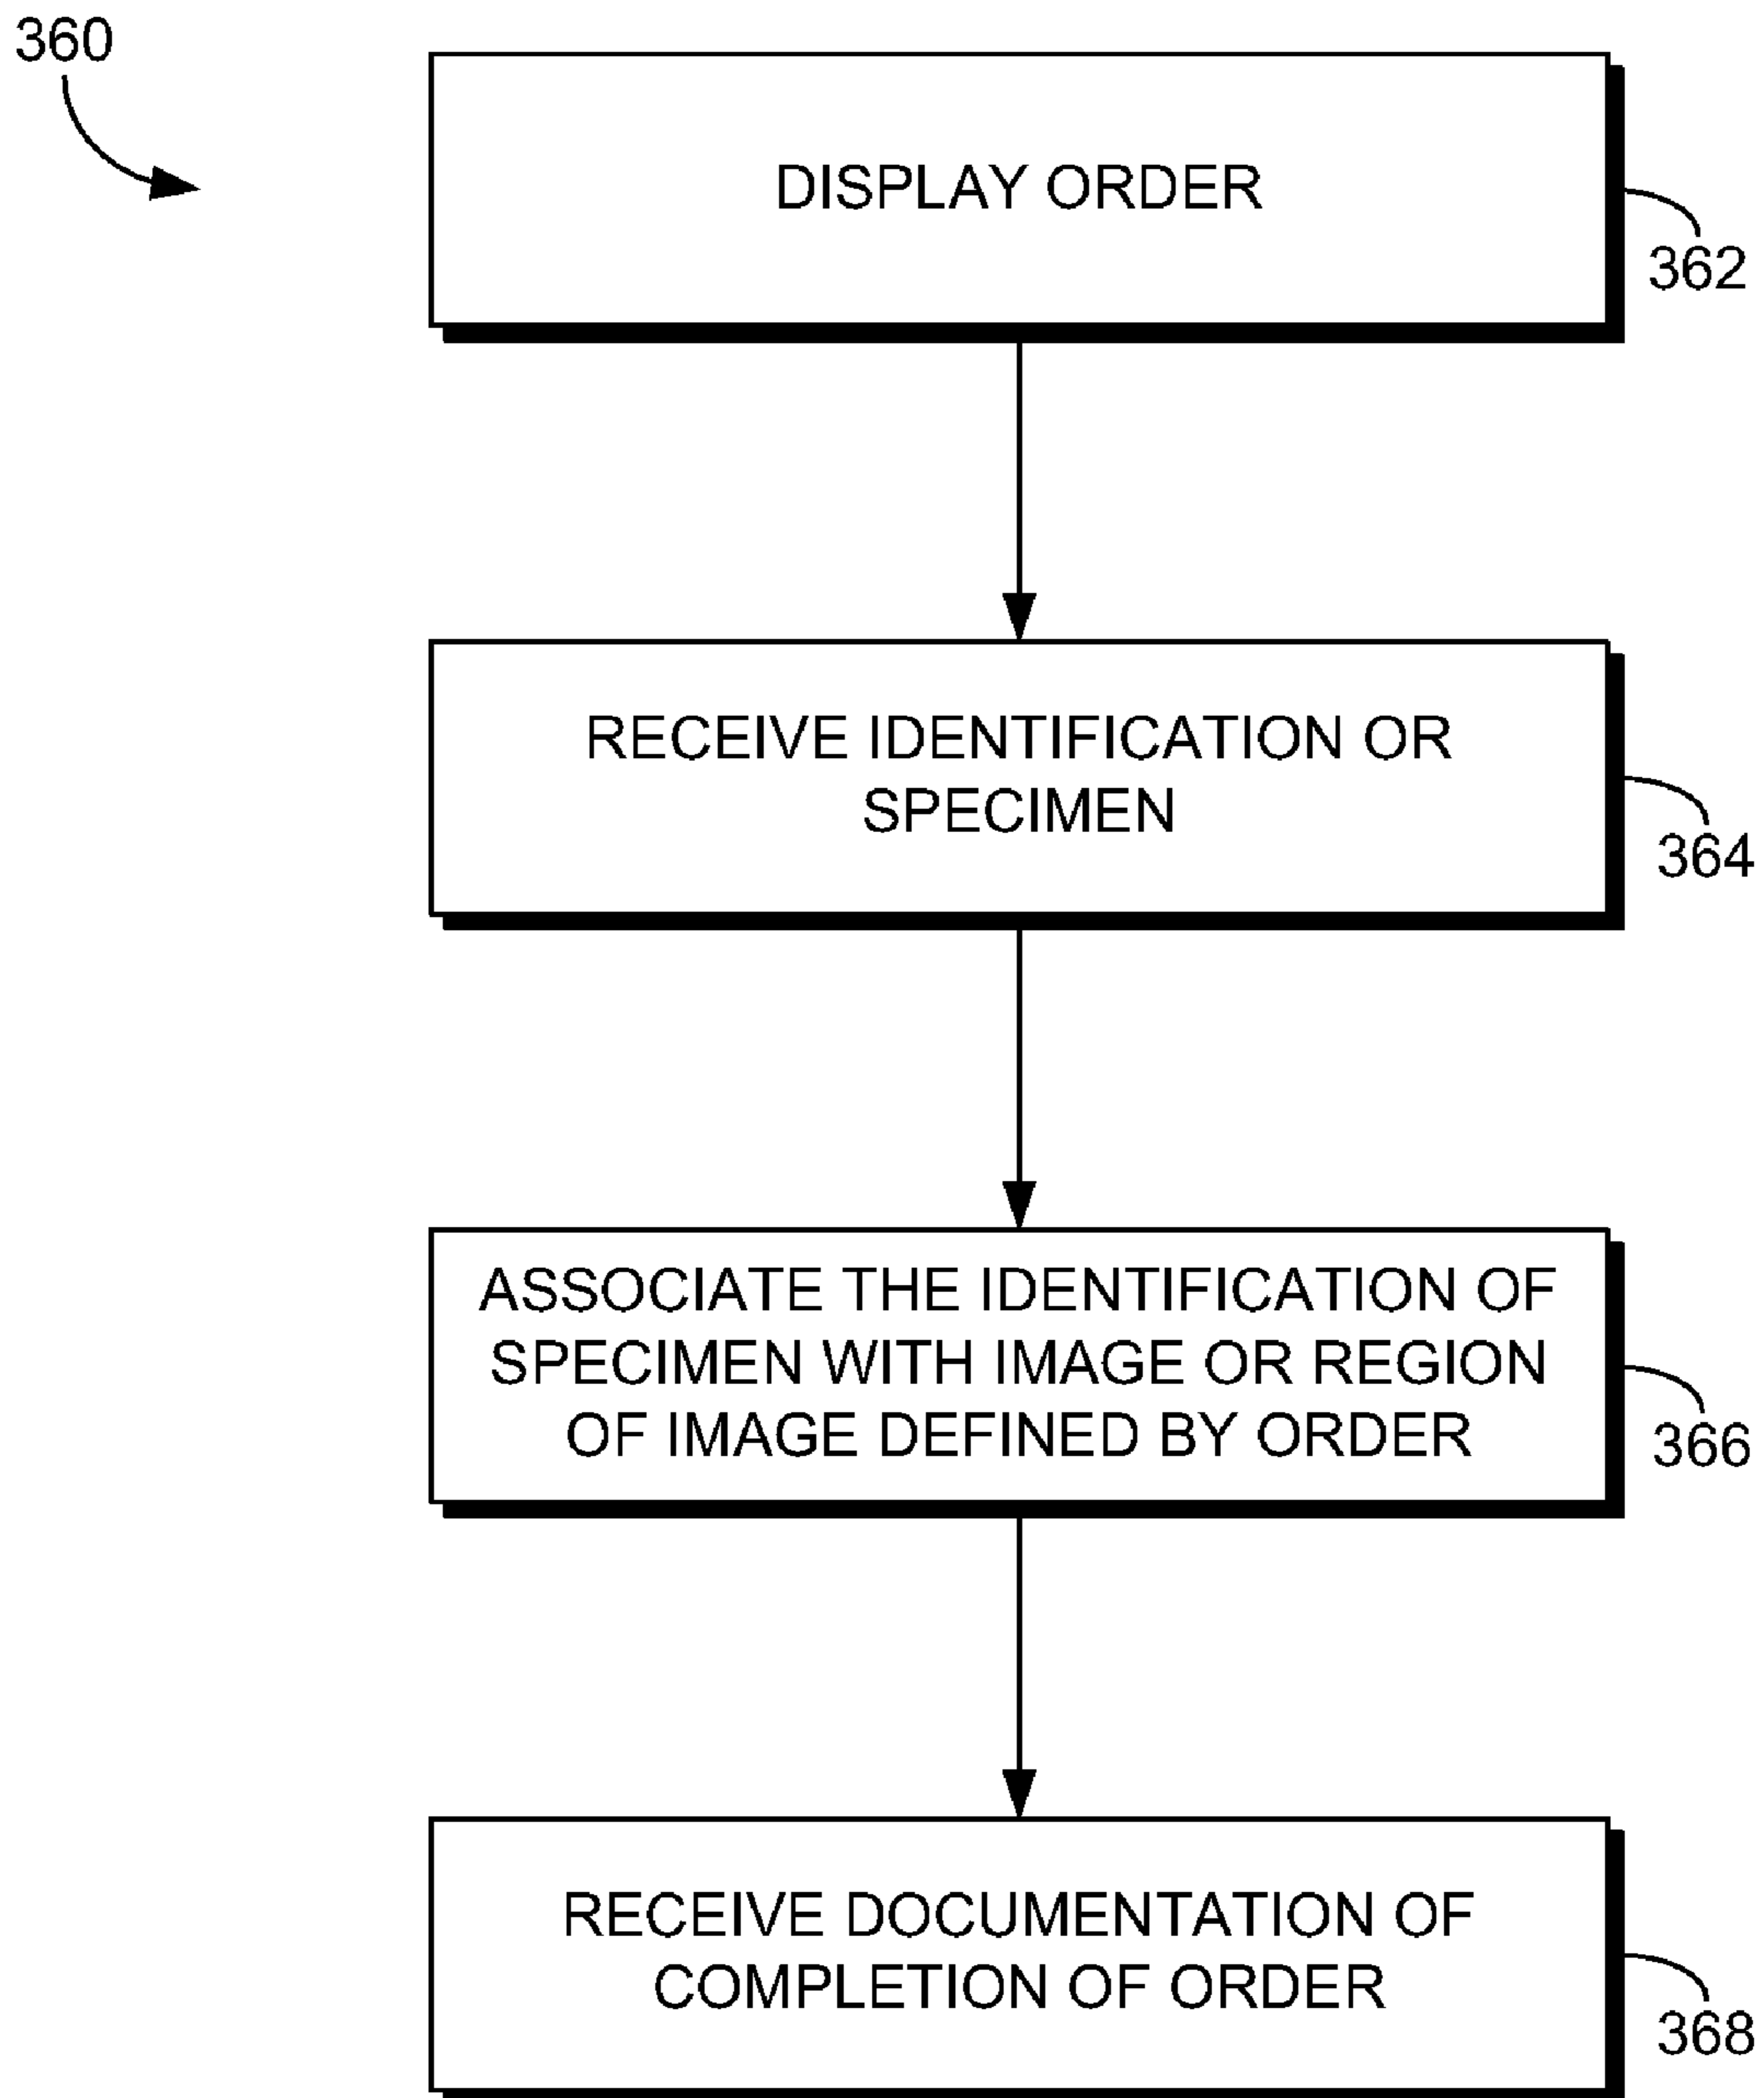 360
DISPLAY ORDER
362
RECEIVE IDENTIFICATION OR
SPECIMEN
364
ASSOCIATE THE IDENTIFICATION OF
SPECIMEN WITH IMAGE OR REGION
OF IMAGE DEFINED BY ORDER
366
RECEIVE DOCUMENTATION OF
COMPLETION OF ORDER
368